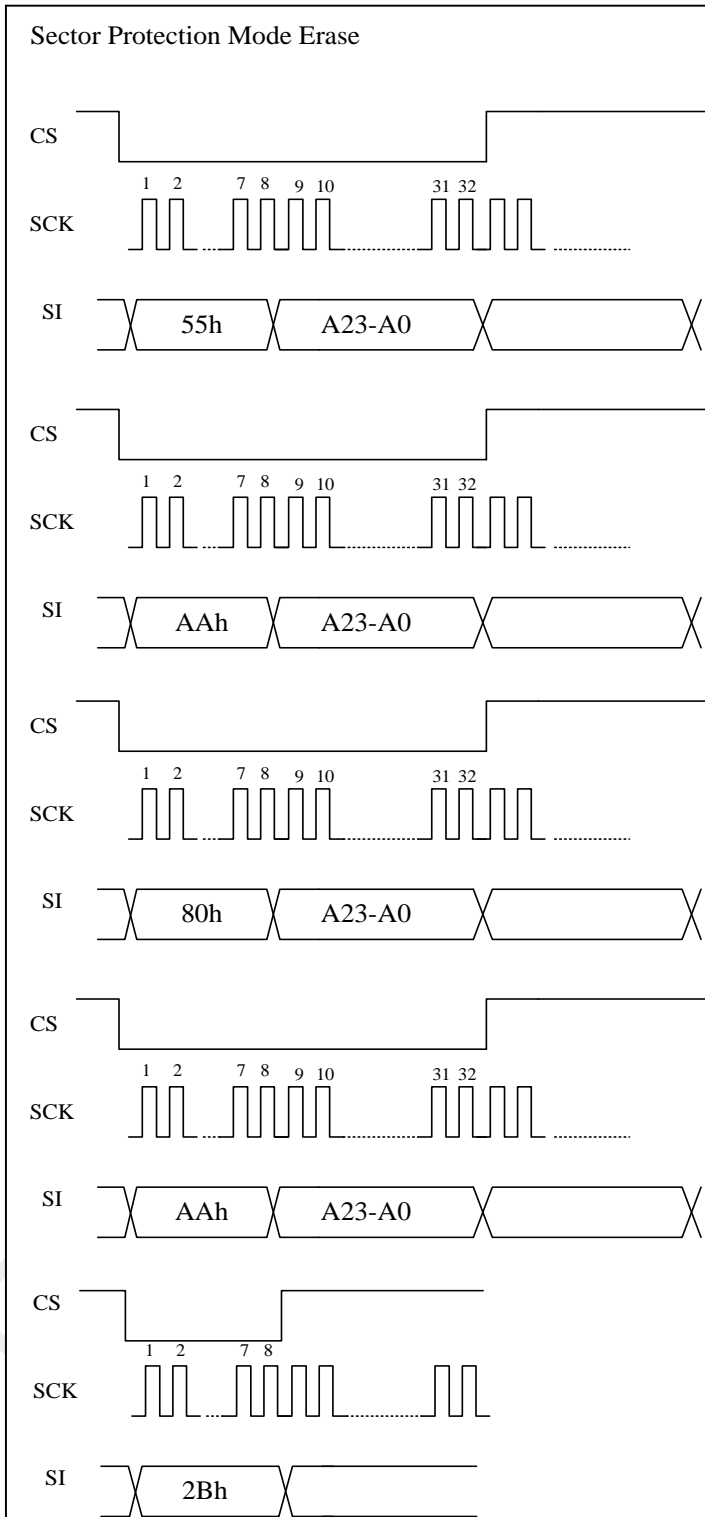 Sector Protection Mode Erase
CS
1 2 7 8 9 10 31 32
SCK
SI 55h A23-A0
CS
1 2 7 8 9 10 31 32
SCK
SI AAh A23-A0
CS
1 2 7 8 9 10 31 32
SCK
SI 80h A23-A0
CS
1 2 7 8 9 10 31 32
SCK
SI AAh A23-A0
CS
1 2 7 8
SCK
SI 2Bh